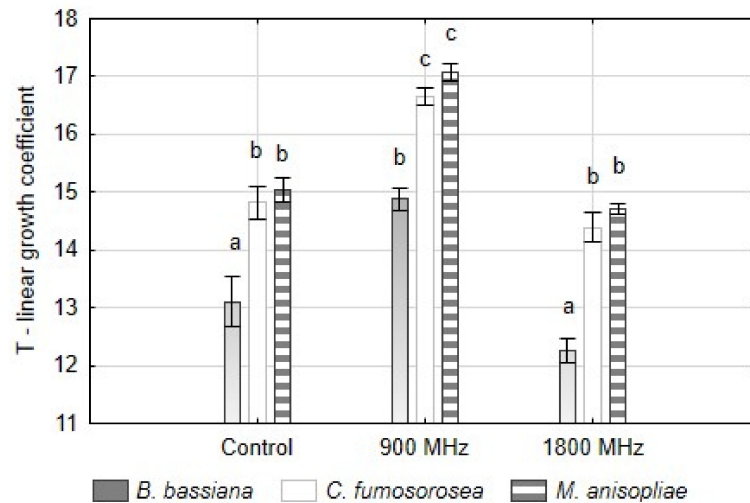 18
17
16
15
14
13
12
11
T - linear growth coefficient
a b b
b c c
a b b
Control 900 MHz 1800 MHz
B. bassiana C. fumosorosea M. anisopliae